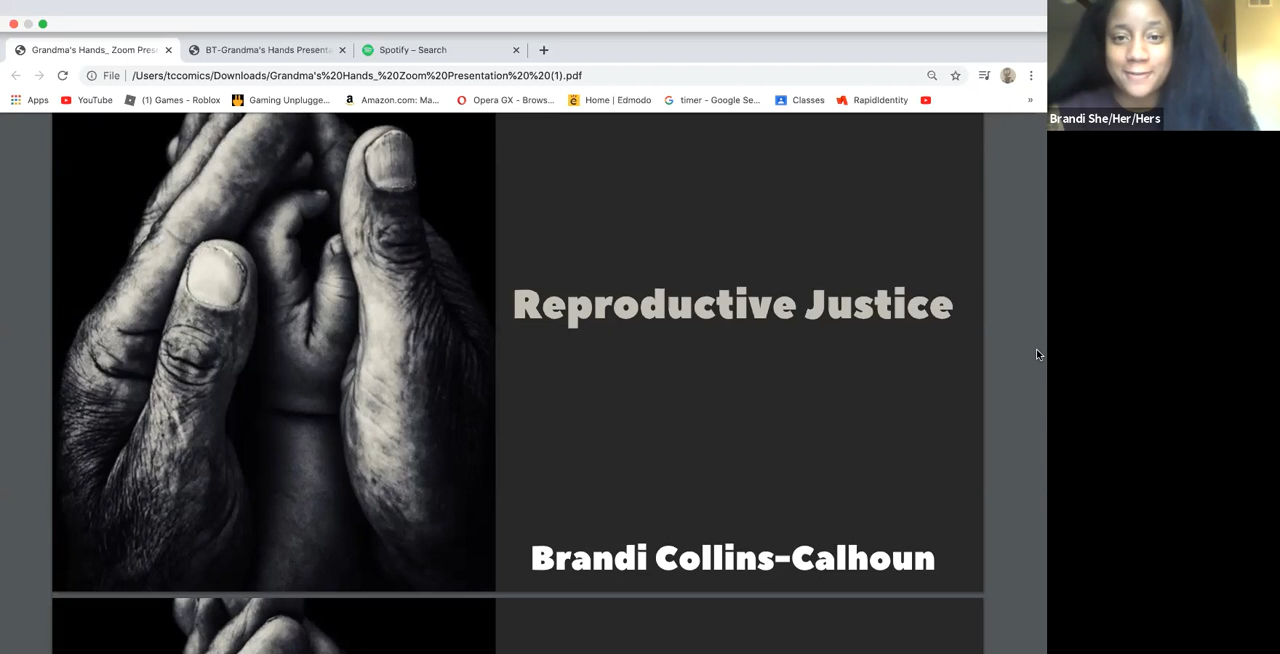 Grandma's Hands_ Zoom Pres
BT-Grandma's Hands Presenta
Spotify – Search
File
/Users/tccomics/Downloads/Grandma's%20Hands_%20Zoom%20Presentation%20%20(1).pdf
Apps
YouTube
(1) Games - Roblox
Gaming Unplugge...
Amazon.com: Ma...
Opera GX - Brows...
Home | Edmodo
timer - Google Se...
Classes
RapidIdentity
»
Brandi She/Her/Hers
Reproductive Justice
Brandi Collins-Calhoun